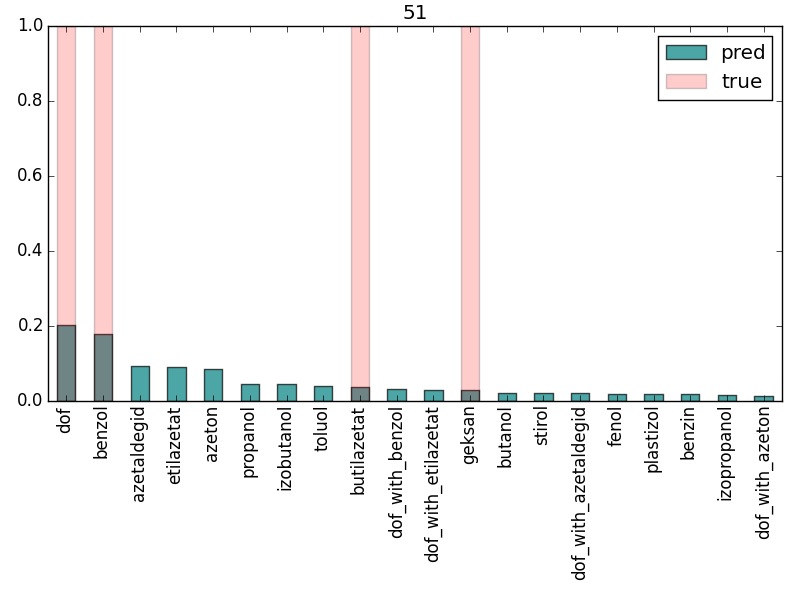 51
1.0
0.8
0.6
0.4
0.2
0.0
pred
true
dof
benzol
azetaldegid
etilazetat
azeton
propanol
izobutanol
toluol
butilazetat
dof_with_benzol
dof_with_etilazetat
geksan
butanol
stirol
dof_with_azetaldegid
fenol
plastizol
benzin
izopropanol
dof_with_azeton